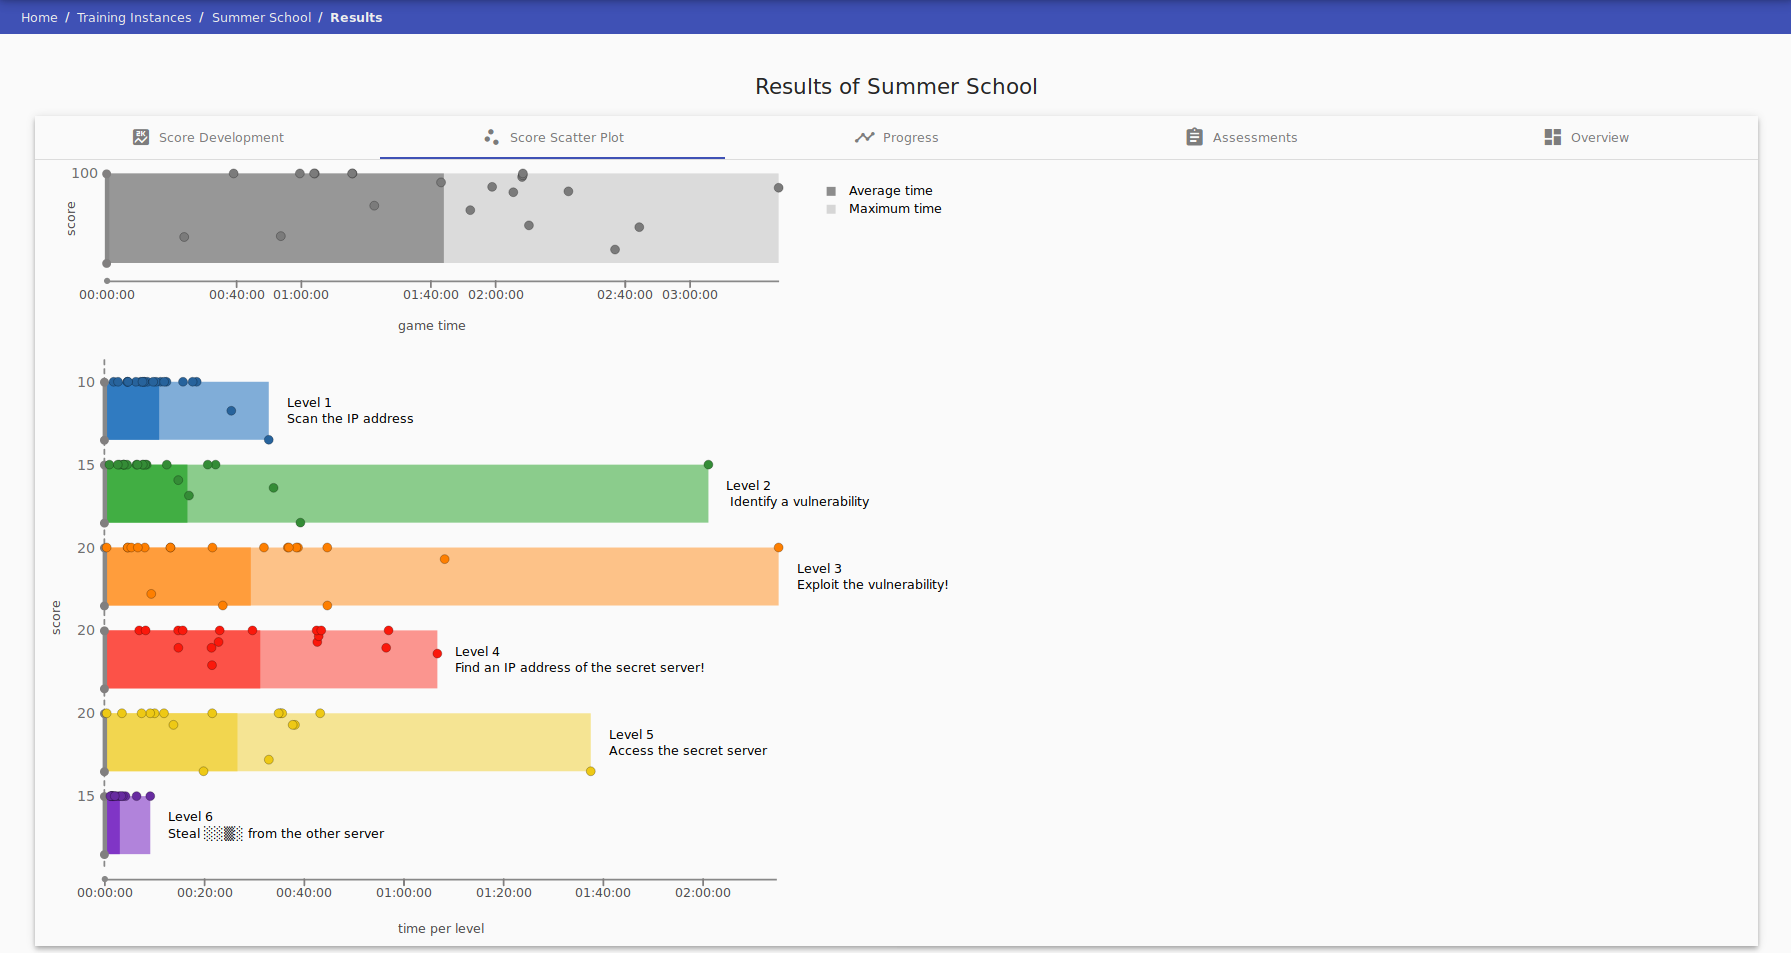 Home / Training Instances / Summer School / Results
Results of Summer School
Score Development
Score Scatter Plot
Progress
Assessments
Overview
100
score
Average time
Maximum time
00:00:00 00:40:00 01:00:00 01:40:00 02:00:00 02:40:00 03:00:00
game time
10
Level 1
Scan the IP address
15
Level 2
Identify a vulnerability
20
Level 3
Exploit the vulnerability!
score
20
Level 4
Find an IP address of the secret server!
20
Level 5
Access the secret server
15
Level 6
Steal from the other server
00:00:00 00:20:00 00:40:00 01:00:00 01:20:00 01:40:00 02:00:00
time per level